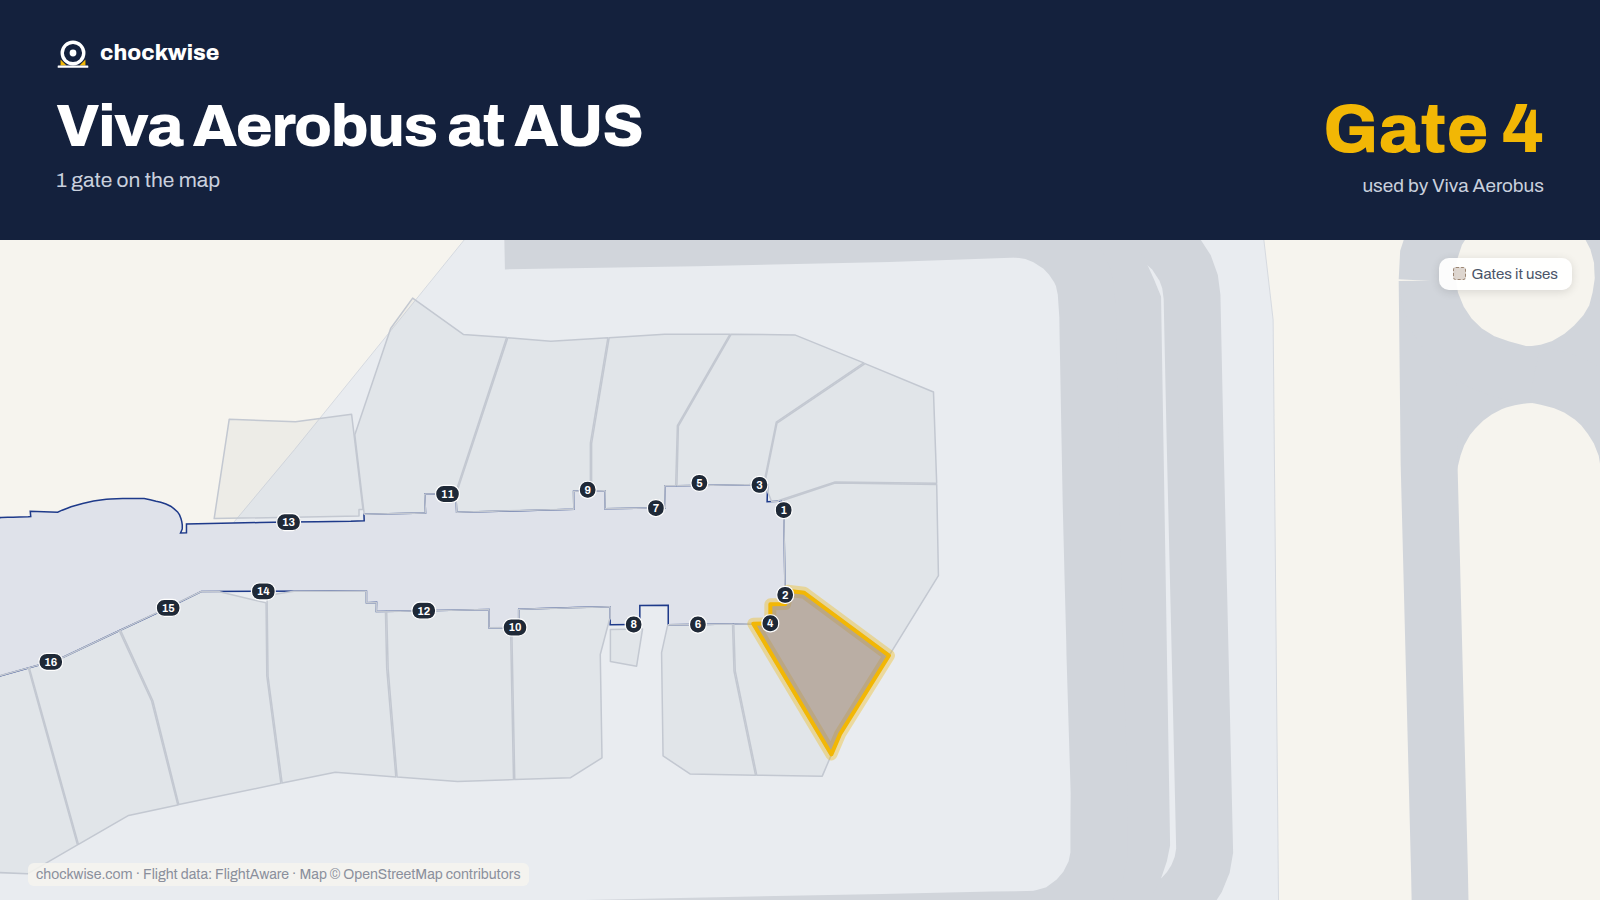 chockwise
Viva Aerobus at AUS
1 gate on the map
Gate 4
used by Viva Aerobus
Gates it uses
11
9
5
3
7
1
13
14
2
15
12
4
10
8
6
16
chockwise.com · Flight data: FlightAware · Map © OpenStreetMap contributors